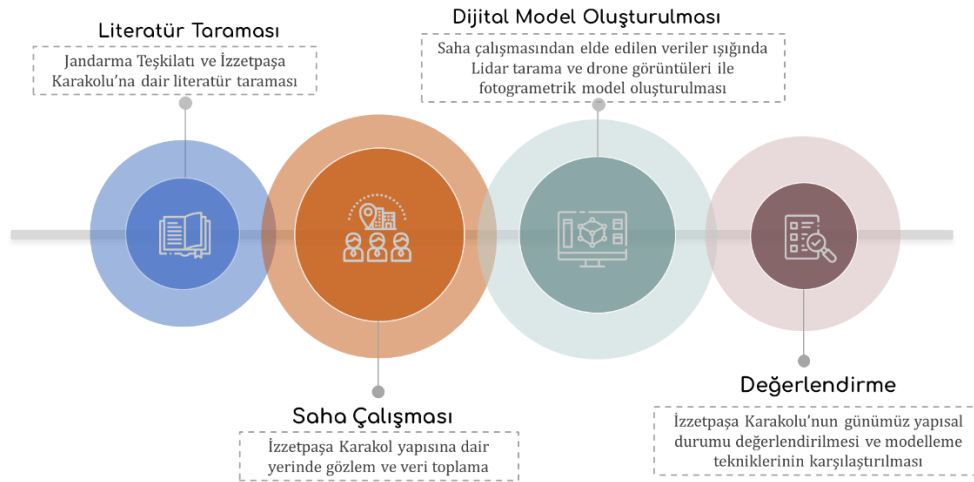 Literatür Taraması
Jandarma Teşkilatı ve İzzetpaşa
Karakolu’na dair literatür taraması
Saha Çalışması
İzzetpaşa Karakol yapısına dair
yerinde gözlem ve veri toplama
Dijital Model Oluşturulması
Saha çalışmasından elde edilen veriler ışığında
Lidar tarama ve drone görüntüleri ile
fotogrametrik model oluşturulması
Değerlendirme
İzzetpaşa Karakolu’nun günümüz yapısal
durumu değerlendirilmesi ve modelleme
tekniklerinin karşılaştırılması